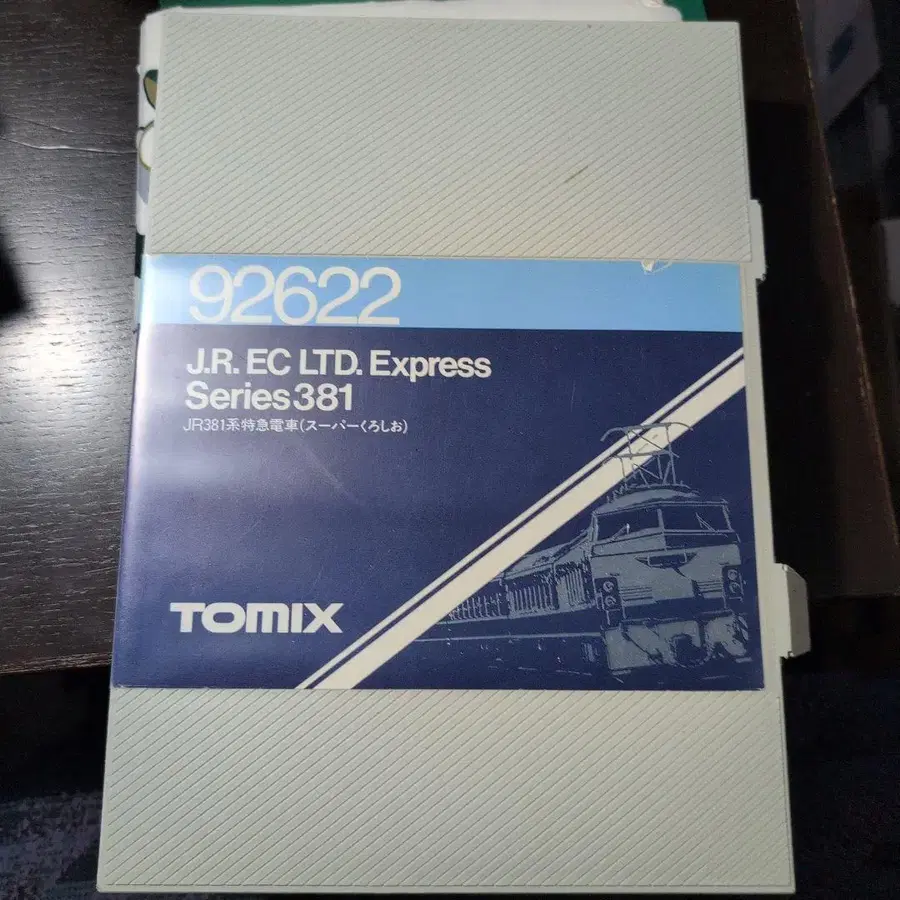 92622
J.R. EC LTD. Express
Series 381
JR381系特急電車(スーパーくろしお)
TOMIX